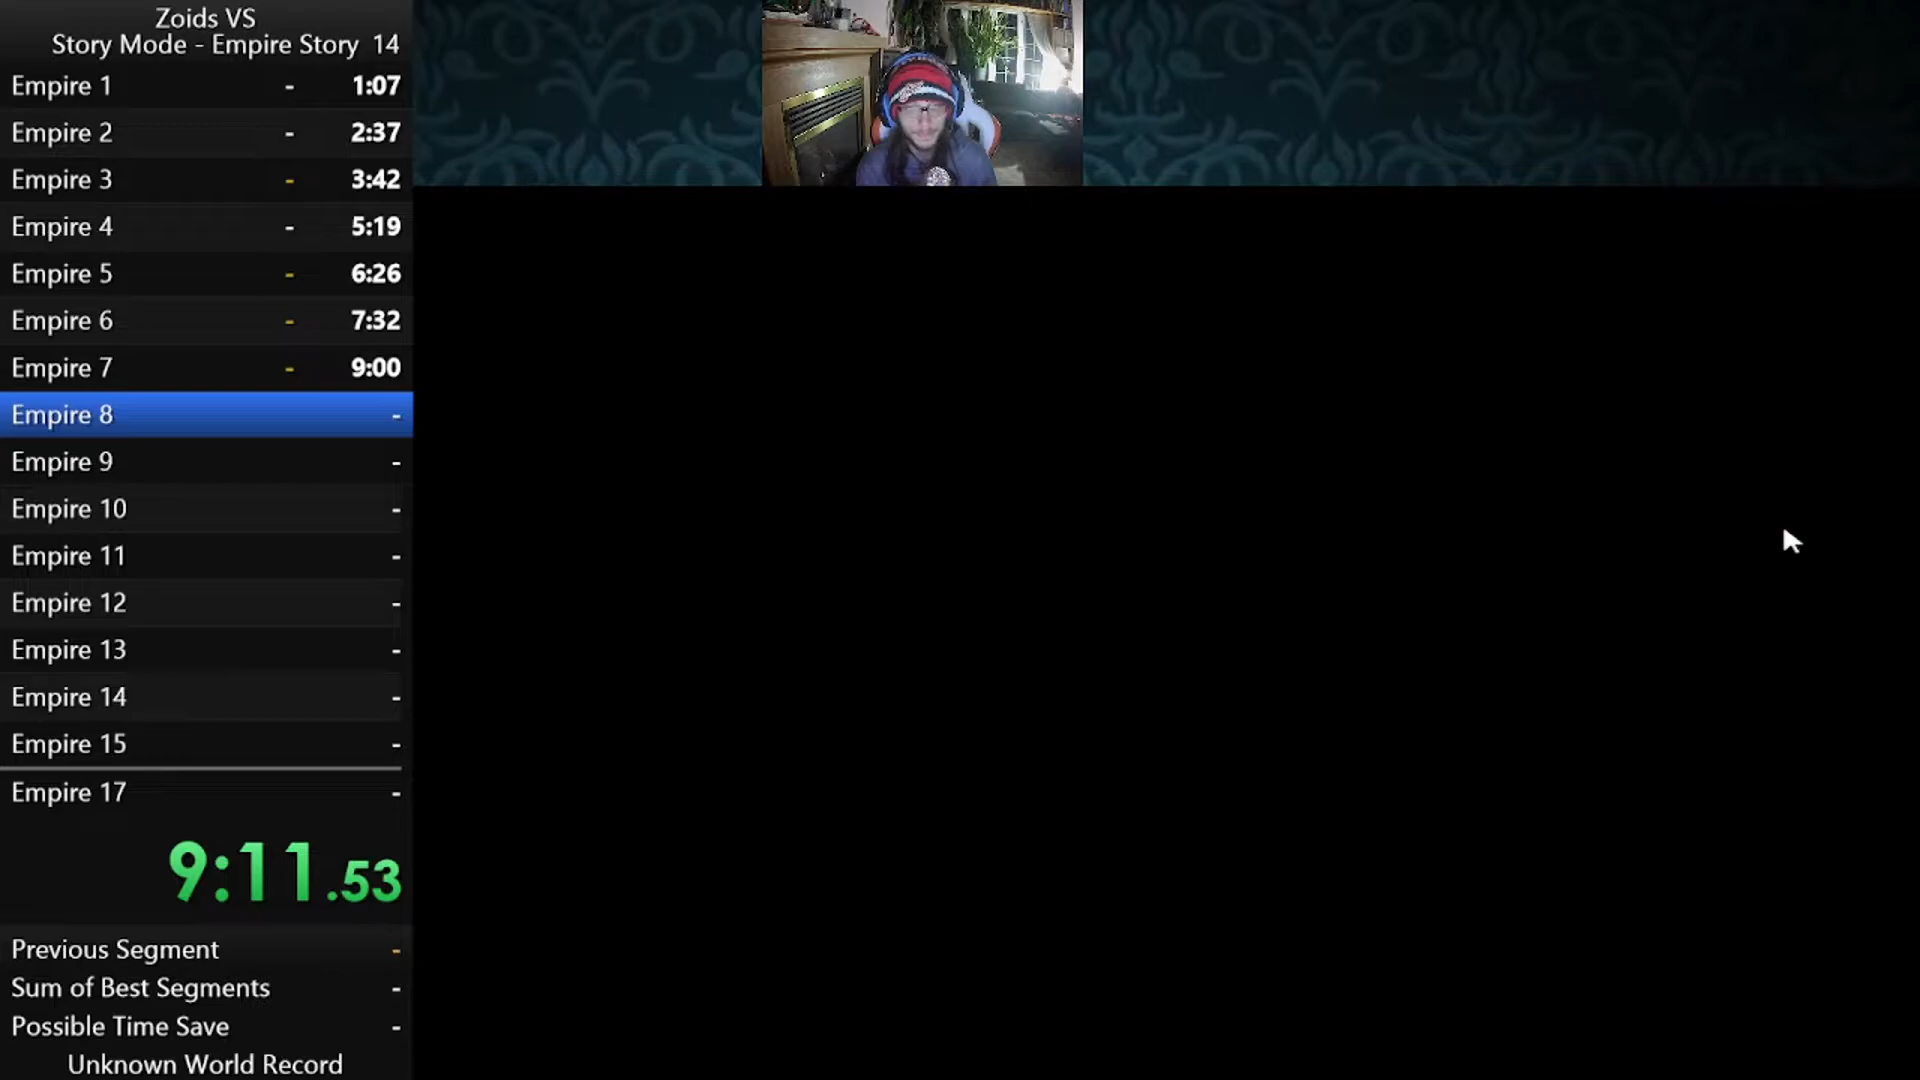 Zoids VS
Story Mode - Empire Story 14
Empire 1 - 1:07
Empire 2 - 2:37
Empire 3 - 3:42
Empire 4 - 5:19
Empire 5 - 6:26
Empire 6 - 7:32
Empire 7 - 9:00
Empire 8 -
Empire 9 -
Empire 10 -
Empire 11 -
Empire 12 -
Empire 13 -
Empire 14 -
Empire 15 -
Empire 17 -
9:11.53
Previous Segment -
Sum of Best Segments -
Possible Time Save -
Unknown World Record